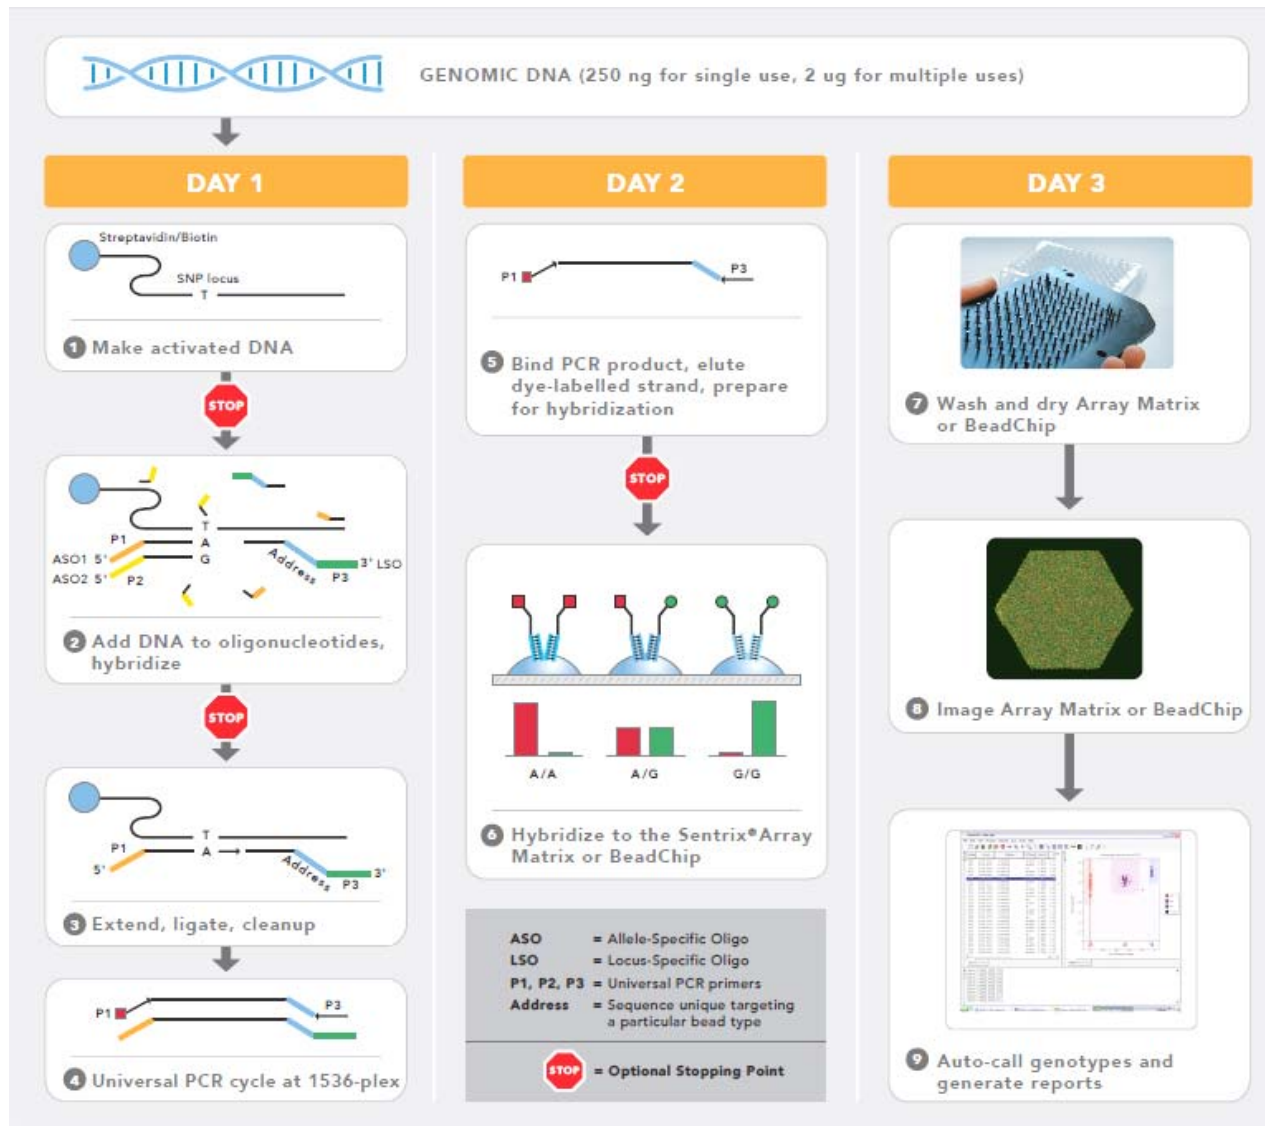 GENOMIC DNA (250 ng for single use, 2 ug for multiple uses)
DAY 1
Streptavidin/Biotin
SNP locus
T
1 Make activated DNA
STOP
T
P1
A
ASO1 5'
G
Address
3' LSO
ASO2 5'
P2
P3
2 Add DNA to oligonucleotides,
hybridize
STOP
T
P1
A
5'
Address
P3
3'
3 Extend, ligate, cleanup
P1
P3
4 Universal PCR cycle at 1536-plex
DAY 2
P1
P3
5 Bind PCR product, elute
dye-labelled strand, prepare
for hybridization
STOP
A/A
A/G
G/G
6 Hybridize to the Sentrix®Array
Matrix or BeadChip
ASO = Allele-Specific Oligo
LSO = Locus-Specific Oligo
P1, P2, P3 = Universal PCR primers
Address = Sequence unique targeting
a particular bead type
STOP = Optional Stopping Point
DAY 3
7 Wash and dry Array Matrix
or BeadChip
8 Image Array Matrix or BeadChip
9 Auto-call genotypes and
generate reports